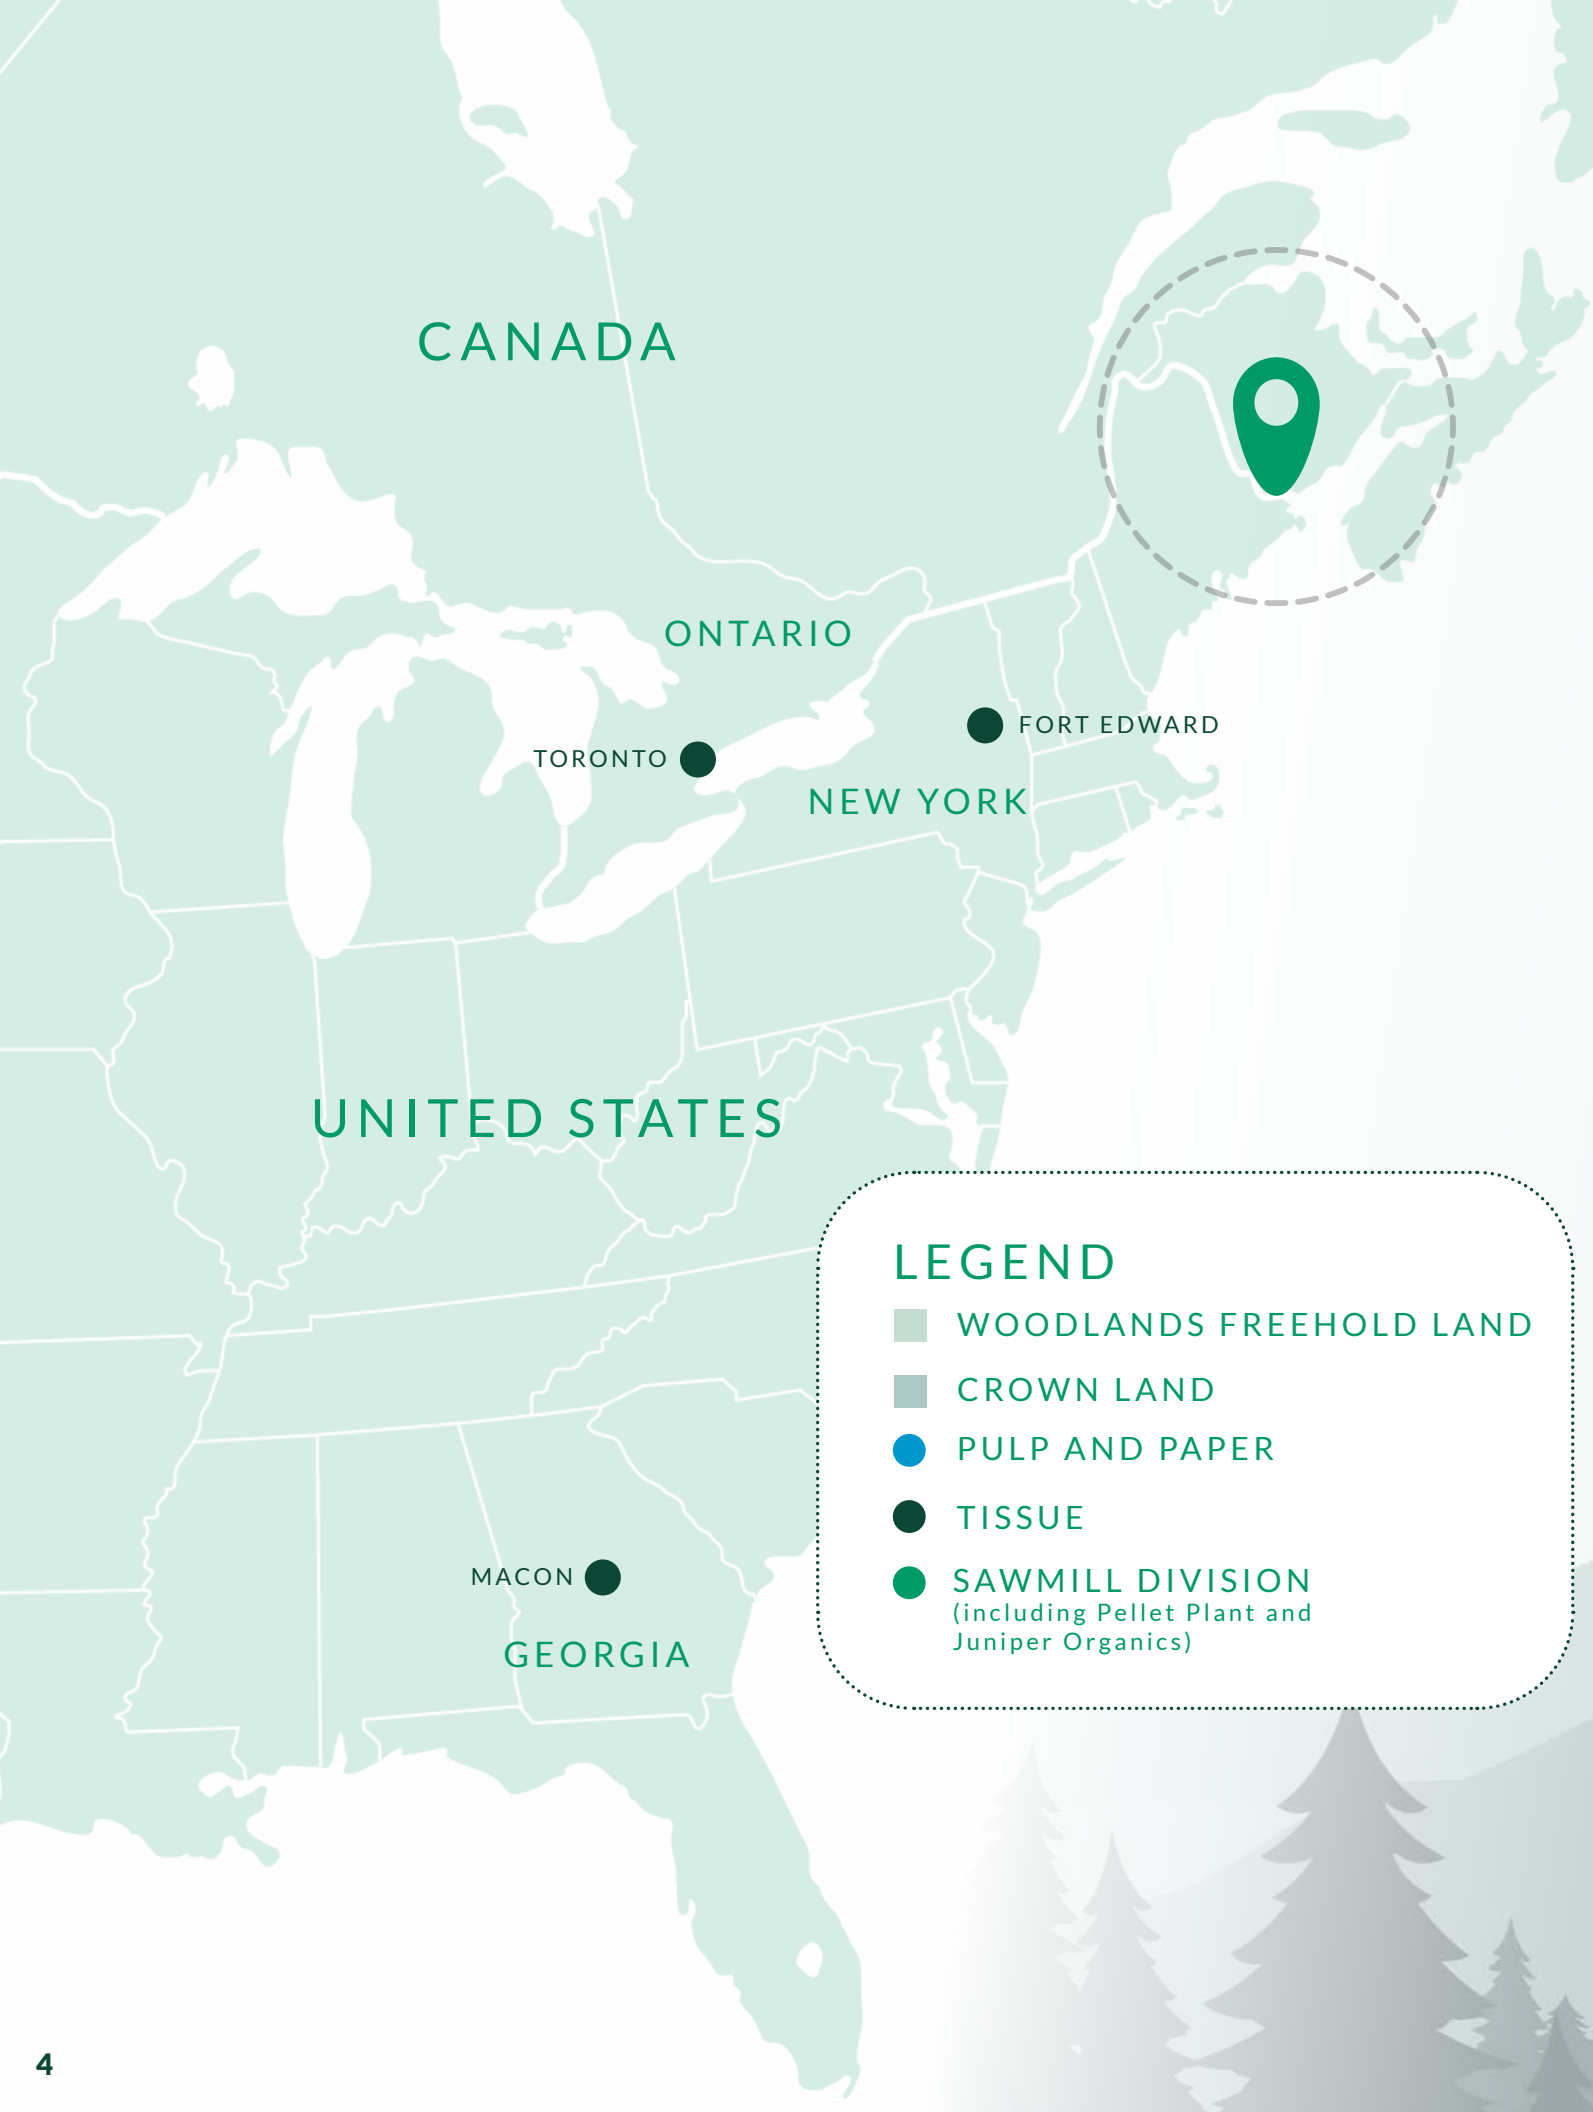 CANADA
ONTARIO
FORT EDWARD
TORONTO
NEW YORK
UNITED STATES
LEGEND
WOODLANDS FREEHOLD LAND
CROWN LAND
PULP AND PAPER
TISSUE
SAWMILL DIVISION
(including Pellet Plant and
Juniper Organics)
MACON
GEORGIA
4